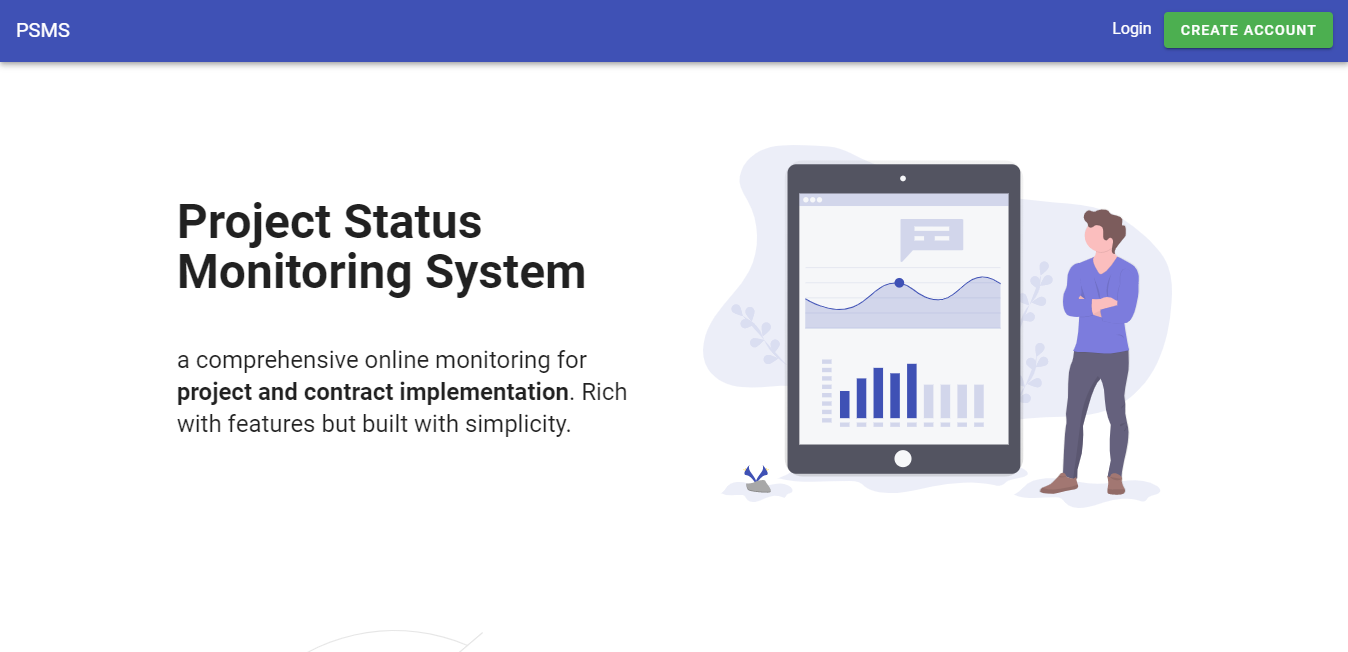 PSMS
Login
CREATE ACCOUNT
Project Status
Monitoring System
a comprehensive online monitoring for
project and contract implementation. Rich
with features but built with simplicity.